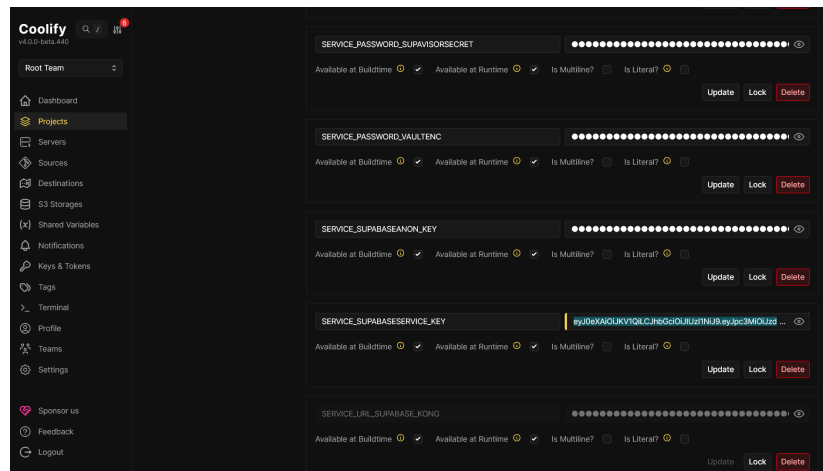 Coolify
/
6
v4.0.0-beta.440
Root Team
Dashboard
Projects
Servers
Sources
Destinations
S3 Storages
Shared Variables
Notifications
Keys & Tokens
Tags
Terminal
Profile
Teams
Settings
Sponsor us
Feedback
Logout
SERVICE_PASSWORD_SUPAVISORSECRET
Available at Buildtime Available at Runtime Is Multiline? Is Literal?
Update Lock Delete
SERVICE_PASSWORD_VAULTENC
Available at Buildtime Available at Runtime Is Multiline? Is Literal?
Update Lock Delete
SERVICE_SUPABASEANON_KEY
Available at Buildtime Available at Runtime Is Multiline? Is Literal?
Update Lock Delete
SERVICE_SUPABASESERVICE_KEY eyJ0eXAiOiJKV1QiLCJhbGciOiJIUzI1NiJ9.eyJpc3MiOiJzd ...
Available at Buildtime Available at Runtime Is Multiline? Is Literal?
Update Lock Delete
SERVICE_URL_SUPABASE_KONG
Available at Buildtime Available at Runtime Is Multiline? Is Literal?
Update Lock Delete